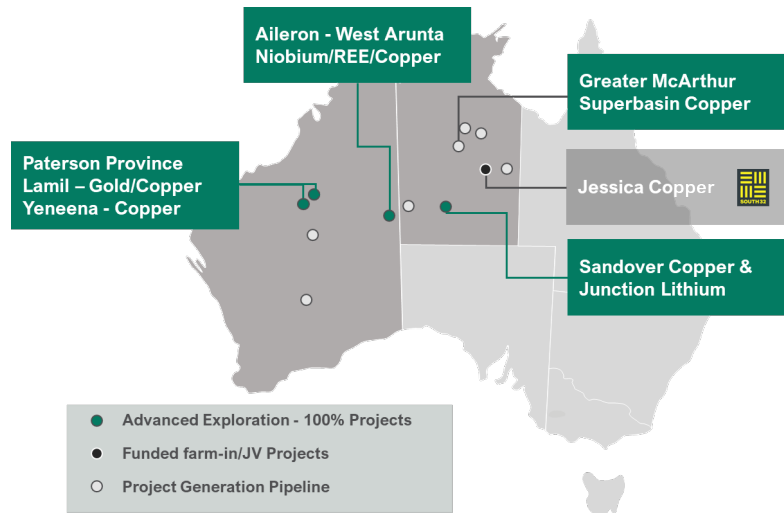 Aileron - West Arunta
Niobium/REE/Copper
Greater McArthur
Superbasin Copper
Paterson Province
Lamil – Gold/Copper
Yeneena - Copper
Jessica Copper
SOUTH32
Sandover Copper &
Junction Lithium
Advanced Exploration - 100% Projects
Funded farm-in/JV Projects
Project Generation Pipeline